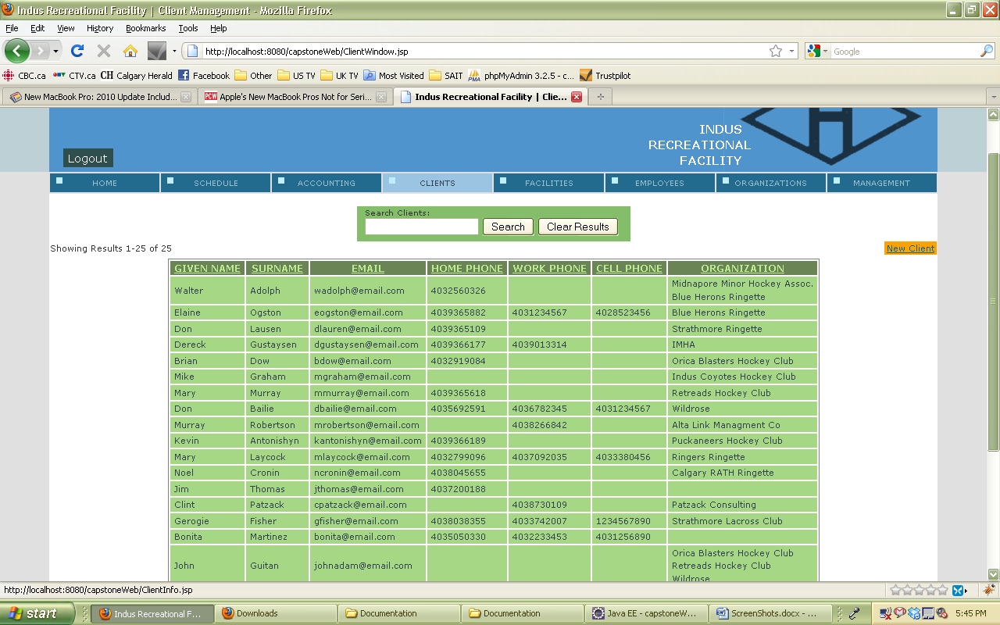 Indus Recreational Facility | Client Management - Mozilla Firefox
File Edit View History Bookmarks Tools Help
http://localhost:8080/capstoneWeb/ClientWindow.jsp Google
CBC.ca CTV.ca CH Calgary Herald Facebook Other US TV UK TV Most Visited SAIT PMA phpMyAdmin 3.2.5 - c... Trustpilot
New MacBook Pro: 2010 Update Includ... PCW Apple's New MacBook Pros Not for Seri... Indus Recreational Facility | Clie...
INDUS
RECREATIONAL
FACILITY
Logout
HOME SCHEDULE ACCOUNTING CLIENTS FACILITIES EMPLOYEES ORGANIZATIONS MANAGEMENT
Search Clients:
Search Clear Results
Showing Results 1-25 of 25 New Client
GIVEN NAME SURNAME EMAIL HOME PHONE WORK PHONE CELL PHONE ORGANIZATION
Walter Adolph wadolph@email.com 4032560326 Midnapore Minor Hockey Assoc.
Blue Herons Ringette
Elaine Ogston eogston@email.com 4039365882 4031234567 4028523456 Blue Herons Ringette
Don Lausen dlauren@email.com 4039365109 Strathmore Ringette
Dereck Gustaysen dgustaysen@email.com 4039366177 4039013314 IMHA
Brian Dow bdow@email.com 4032919084 Orica Blasters Hockey Club
Mike Graham mgraham@email.com Indus Coyotes Hockey Club
Mary Murray mmurray@email.com 4039365618 Retreads Hockey Club
Don Bailie dbailie@email.com 4035692591 4036782345 4031234567 Wildrose
Murray Robertson mrobertson@email.com 4038266842 Alta Link Managment Co
Kevin Antonishyn kantonishyn@email.com 4039366189 Puckaneers Hockey Club
Mary Laycock mlaycock@email.com 4032799096 4037092035 4033380456 Ringers Ringette
Noel Cronin ncronin@email.com 4038045655 Calgary RATH Ringette
Jim Thomas jthomas@email.com 4037200188
Clint Patzack cpatzack@email.com 4038730109 Patzack Consulting
Gerogie Fisher gfisher@email.com 4038038355 4033742007 1234567890 Strathmore Lacross Club
Bonita Martinez bonita@email.com 4035050330 4032233453 4031256890
John Guitan johnadam@email.com Orica Blasters Hockey Club
Retreads Hockey Club
Wildrose
http://localhost:8080/capstoneWeb/ClientInfo.jsp
start Indus Recreational F... Downloads Documentation Documentation Java EE - capstoneW... ScreenShots.docx - ... 5:45 PM